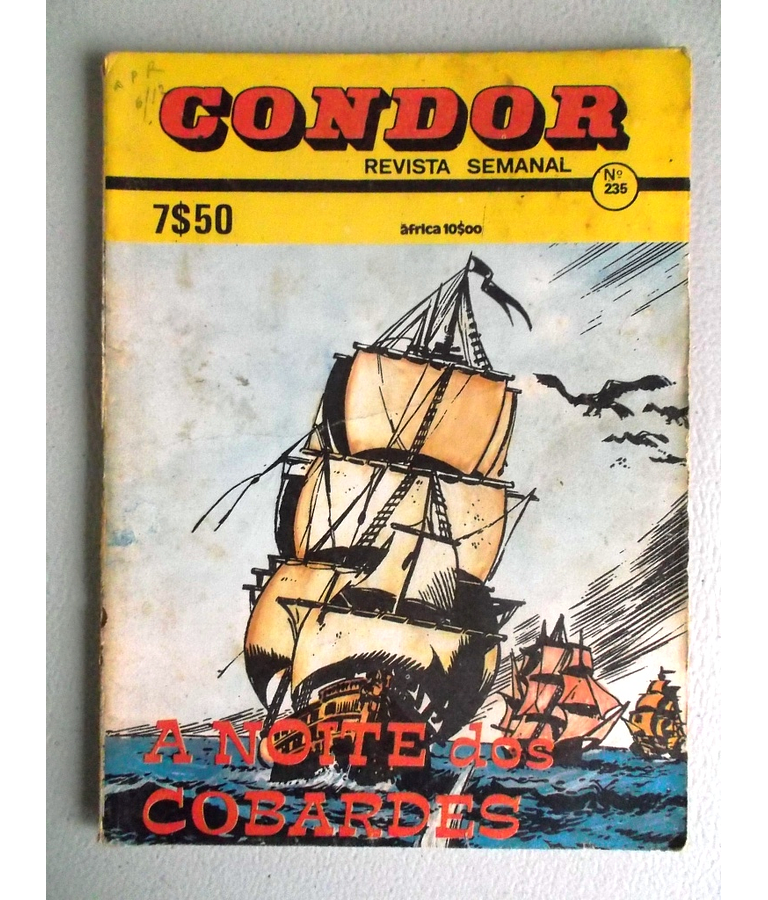 CONDOR
REVISTA SEMANAL
Nº
235
7$50
áfrica 10$00
A NOITE dos
COBARDES